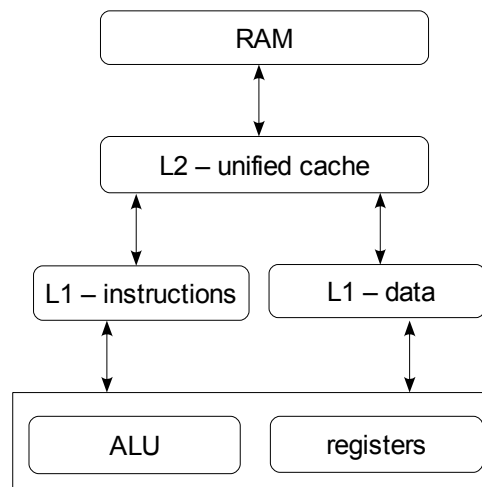 RAM
L2 – unified cache
L1 – instructions
L1 – data
ALU
registers